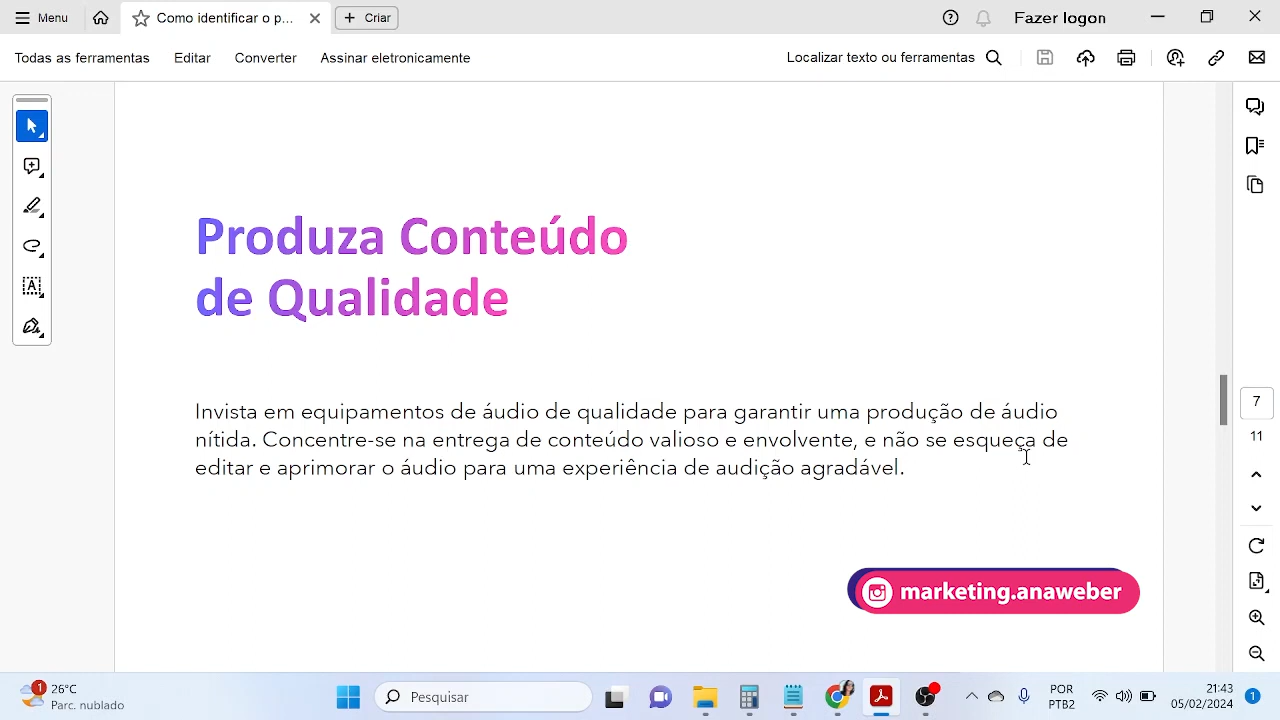 Menu
Como identificar o p...
Criar
Fazer logon
Todas as ferramentas
Editar
Converter
Assinar eletronicamente
Localizar texto ou ferramentas
Produza Conteúdo
de Qualidade
Invista em equipamentos de áudio de qualidade para garantir uma produção de áudio
nítida. Concentre-se na entrega de conteúdo valioso e envolvente, e não se esqueça de
editar e aprimorar o áudio para uma experiência de audição agradável.
marketing.anaweber
7
11
1
26°C
Parc. nublado
Pesquisar
POR
PTB2
21:43
05/02/2024
1